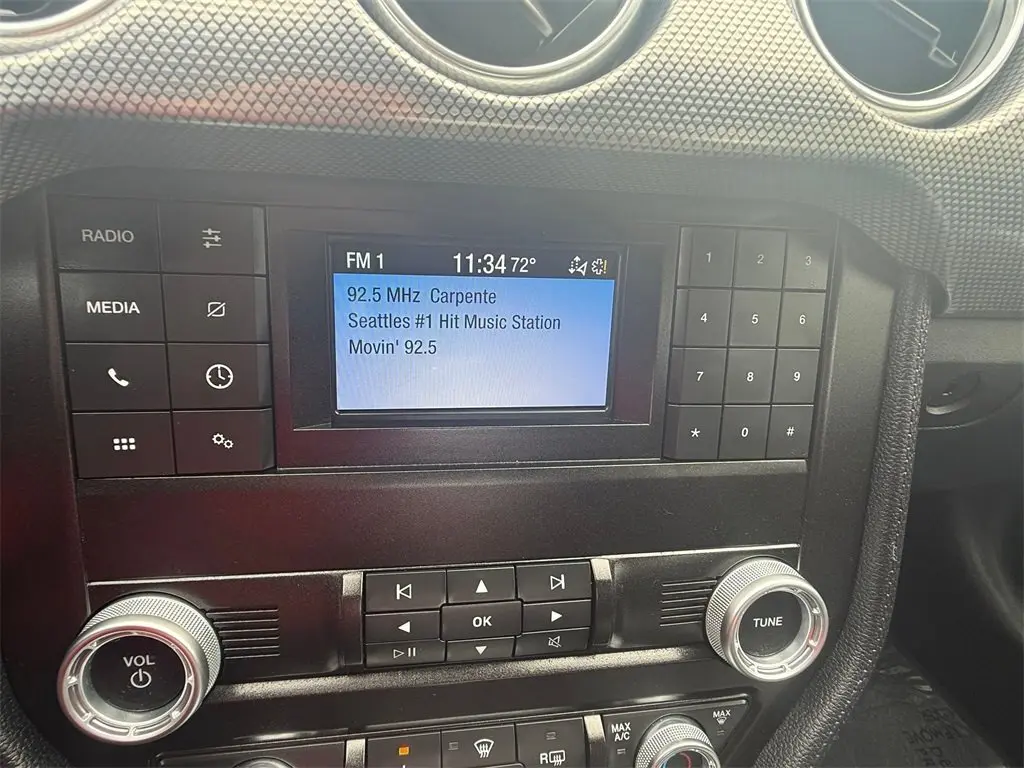 RADIO
MEDIA
FM 1 11:34 72°
92.5 MHz Carpente
Seattles #1 Hit Music Station
Movin' 92.5
1 2 3
4 5 6
7 8 9
* 0 #
OK
VOL
TUNE
MAX A/C
MAX
R